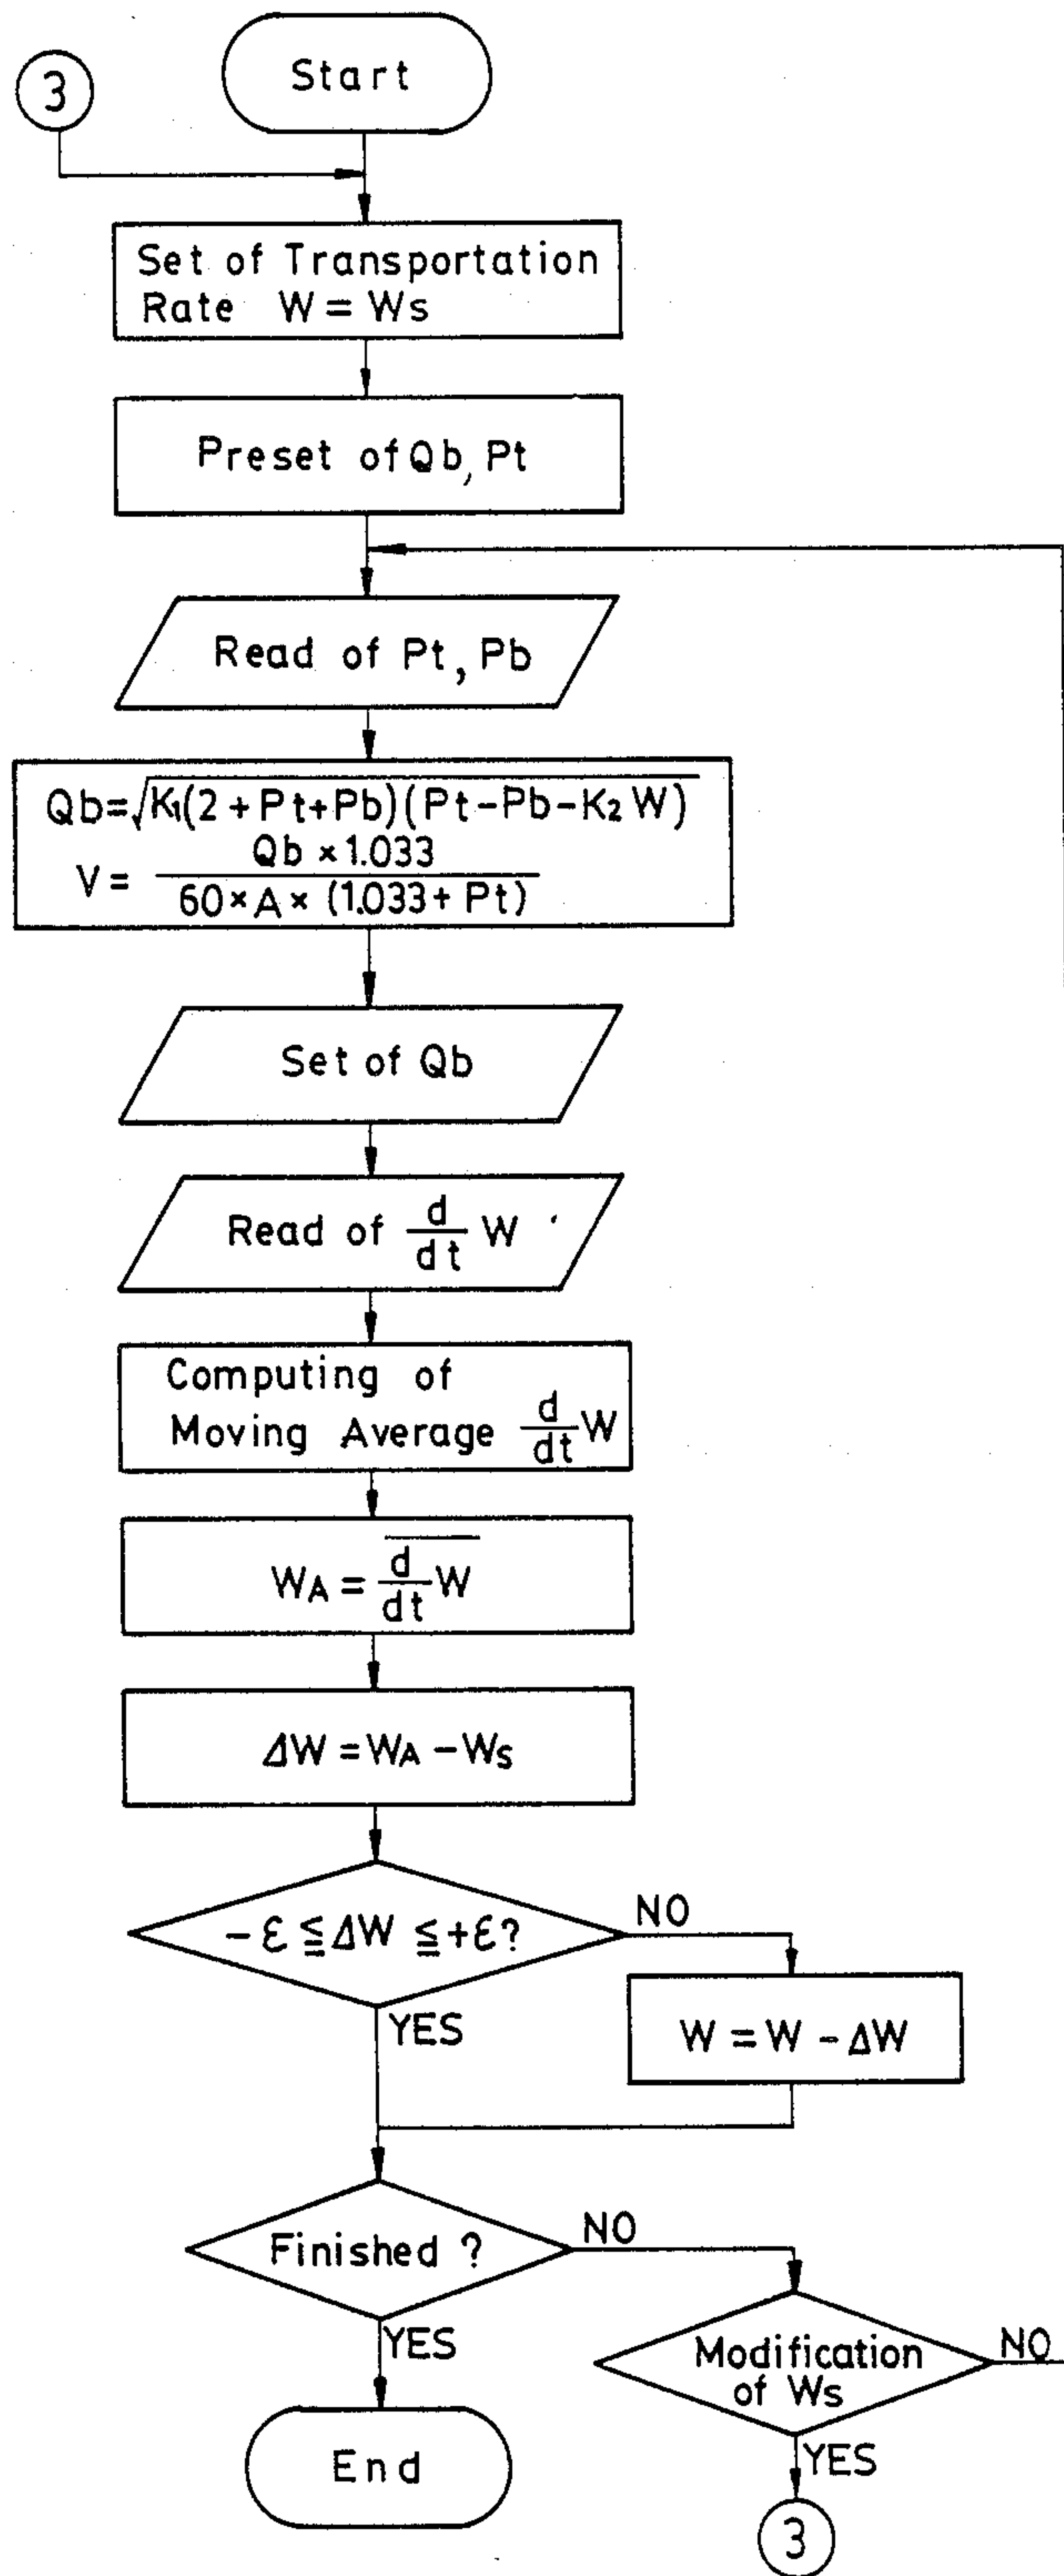 3
Start
Set of Transportation
Rate W = Ws
Preset of Qb, Pt
Read of Pt, Pb
Qb=√K₁(2 + Pt+Pb)(Pt-Pb-K₂ W)
V = Qb × 1.033 / 60 × A × (1.033 + Pt)
Set of Qb
Read of d/dt W
Computing of
Moving Average d/dt W
WA = d/dt W
ΔW = WA - Ws
- ε ≦ ΔW ≦ +ε?
NO
YES
W = W - ΔW
Finished ?
NO
YES
Modification
of Ws
NO
YES
End
3